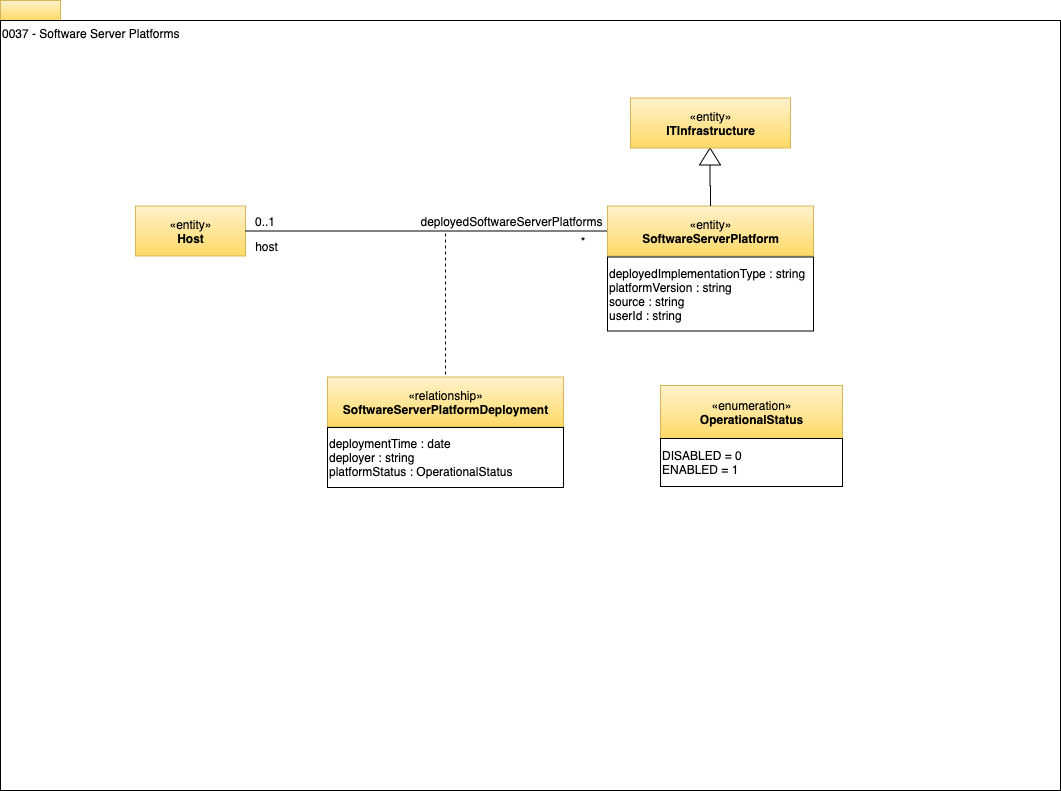 0037 - Software Server Platforms
«entity»
ITInfrastructure
«entity»
Host
0..1
host
deployedSoftwareServerPlatforms
*
«entity»
SoftwareServerPlatform
deployedImplementationType : string
platformVersion : string
source : string
userId : string
«relationship»
SoftwareServerPlatformDeployment
deploymentTime : date
deployer : string
platformStatus : OperationalStatus
«enumeration»
OperationalStatus
DISABLED = 0
ENABLED = 1